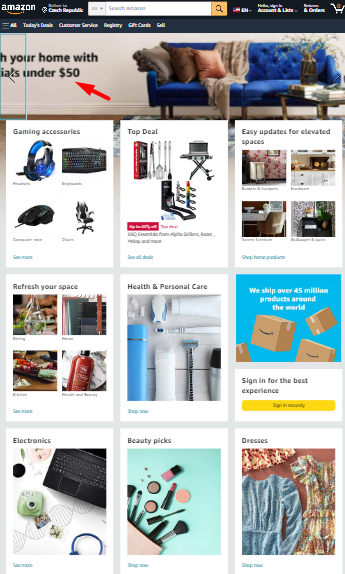 amazon
Deliver to
Czech Republic
All
Search Amazon
EN
Hello, sign in
Account & Lists
Returns
& Orders
All
Today's Deals
Customer Service
Registry
Gift Cards
Sell
h your home with
ials under $50
Gaming accessories
Headsets
Keyboards
Computer mice
Chairs
See more
Top Deal
Up to 40% off
Top deal
BBQ Essentials from Alpha Grillers, Razor,
Midea and more
See all deals
Easy updates for elevated
spaces
Baskets & hampers
Hardware
Accent furniture
Wallpaper & paint
Shop home products
Refresh your space
Dining
Home
Kitchen
Health and Beauty
See more
Health & Personal Care
Shop now
We ship over 45 million
products around
the world
Sign in for the best
experience
Sign in securely
Electronics
See more
Beauty picks
Shop now
Dresses
Shop now